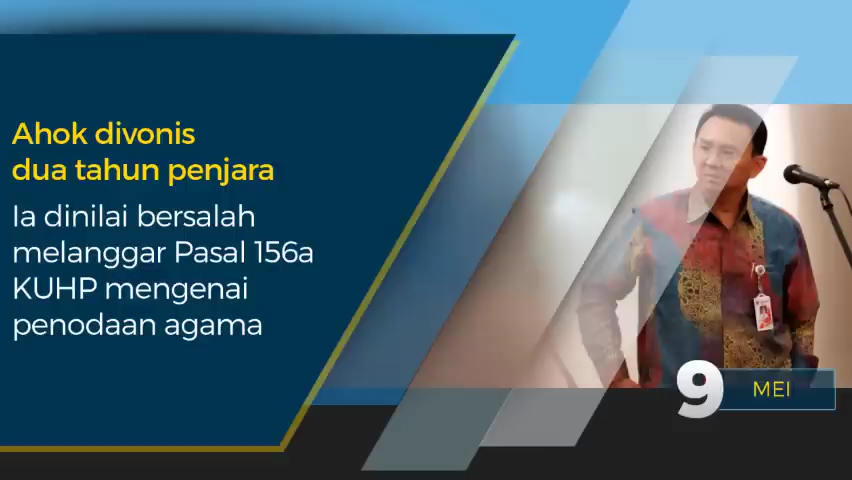 Ahok divonis
dua tahun penjara
Ia dinilai bersalah
melanggar Pasal 156a
KUHP mengenai
penodaan agama
9 MEI